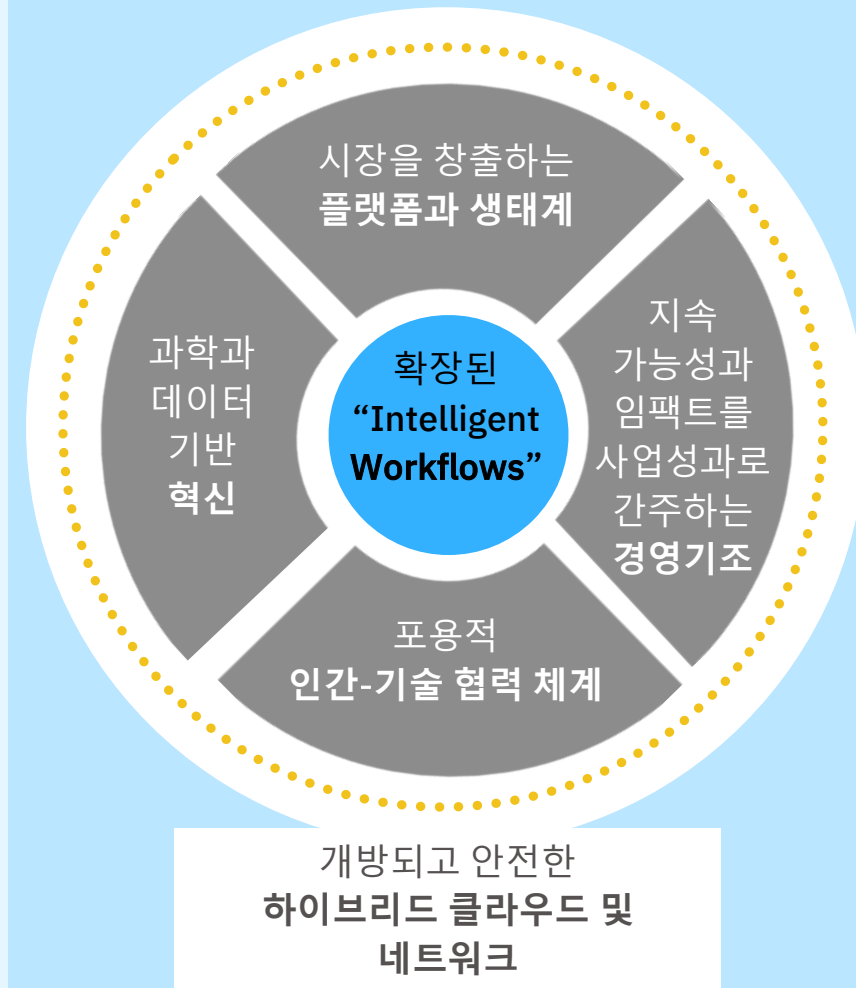 시장을 창출하는
플랫폼과 생태계
과학과
데이터
기반
혁신
확장된
“Intelligent
Workflows”
지속
가능성과
임팩트를
사업성과로
간주하는
경영기조
포용적
인간-기술 협력 체계
개방되고 안전한
하이브리드 클라우드 및
네트워크